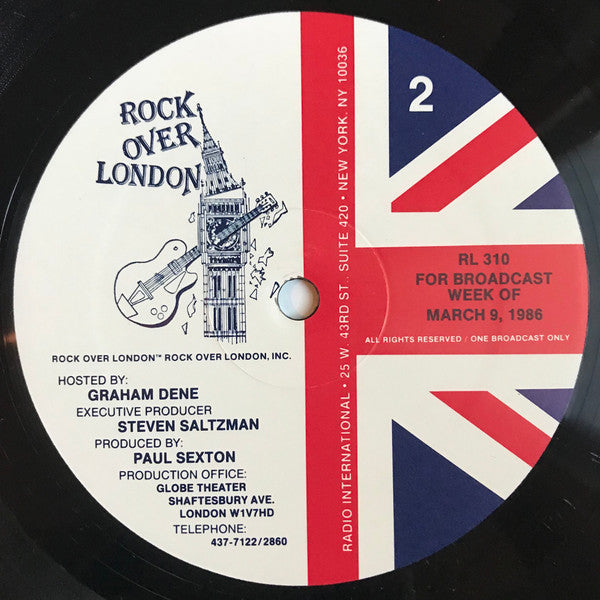 ROCK
OVER
LONDON
ROCK OVER LONDON™ ROCK OVER LONDON, INC.
HOSTED BY:
GRAHAM DENE
EXECUTIVE PRODUCER
STEVEN SALTZMAN
PRODUCED BY:
PAUL SEXTON
PRODUCTION OFFICE:
GLOBE THEATER
SHAFTESBURY AVE.
LONDON W1V7HD
TELEPHONE:
437-7122/2860
RADIO INTERNATIONAL • 25 W. 43RD ST., SUITE 420 • NEW YORK, NY 10036
2
RL 310
FOR BROADCAST
WEEK OF
MARCH 9, 1986
ALL RIGHTS RESERVED / ONE BROADCAST ONLY